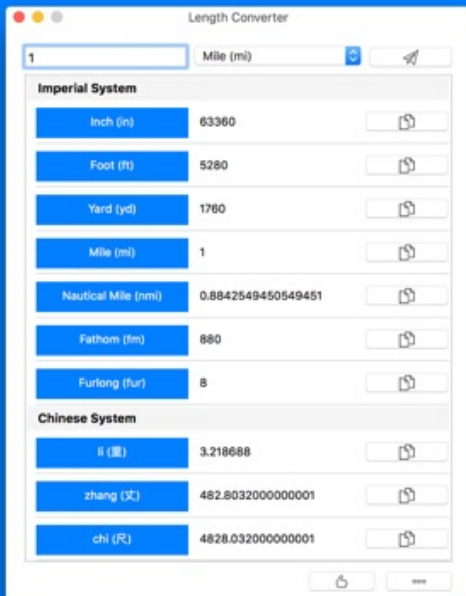 Length Converter
1 Mile (mi)
Imperial System
Inch (in) 63360
Foot (ft) 5280
Yard (yd) 1760
Mile (mi) 1
Nautical Mile (nmi) 0.8842549450549451
Fathom (fm) 880
Furlong (fur) 8
Chinese System
li (里) 3.218688
zhang (丈) 482.8032000000001
chi (尺) 4828.032000000001